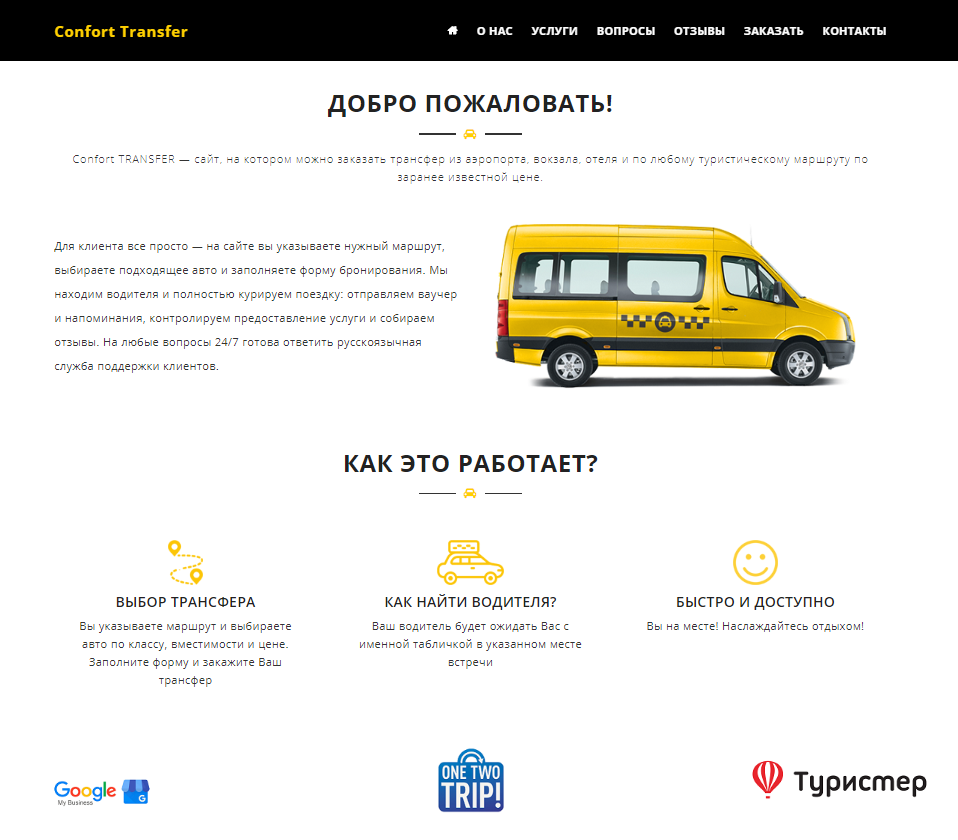 Confort Transfer
О НАС УСЛУГИ ВОПРОСЫ ОТЗЫВЫ ЗАКАЗАТЬ КОНТАКТЫ
ДОБРО ПОЖАЛОВАТЬ!
Confort TRANSFER — сайт, на котором можно заказать трансфер из аэропорта, вокзала, отеля и по любому туристическому маршруту по
заранее известной цене.
Для клиента все просто — на сайте вы указываете нужный маршрут,
выбираете подходящее авто и заполняете форму бронирования. Мы
находим водителя и полностью курируем поездку: отправляем ваучер
и напоминания, контролируем предоставление услуги и собираем
отзывы. На любые вопросы 24/7 готова ответить русскоязычная
служба поддержки клиентов.
КАК ЭТО РАБОТАЕТ?
ВЫБОР ТРАНСФЕРА
Вы указываете маршрут и выбираете
авто по классу, вместимости и цене.
Заполните форму и закажите Ваш
трансфер
КАК НАЙТИ ВОДИТЕЛЯ?
Ваш водитель будет ожидать Вас с
именной табличкой в указанном месте
встречи
БЫСТРО И ДОСТУПНО
Вы на месте! Наслаждайтесь отдыхом!
Google
My Business
G
ONE TWO
TRIP!
Туристер